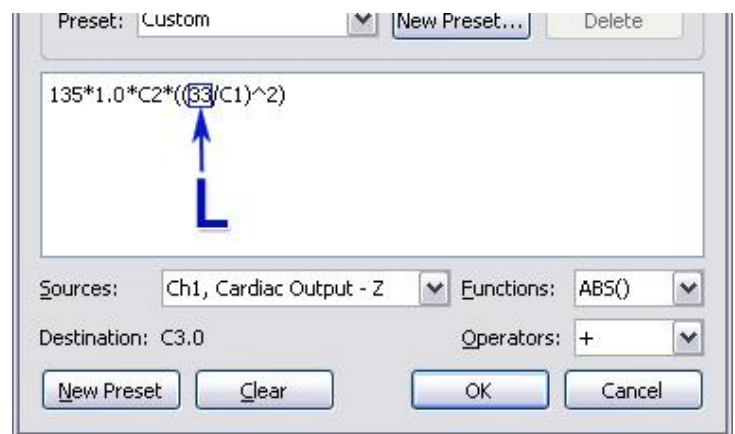 Preset: Custom New Preset... Delete
135*1.0*C2*((33/C1)^2)
L
Sources: Ch1, Cardiac Output - Z Functions: ABS()
Destination: C3.0 Operators: +
New Preset Clear OK Cancel